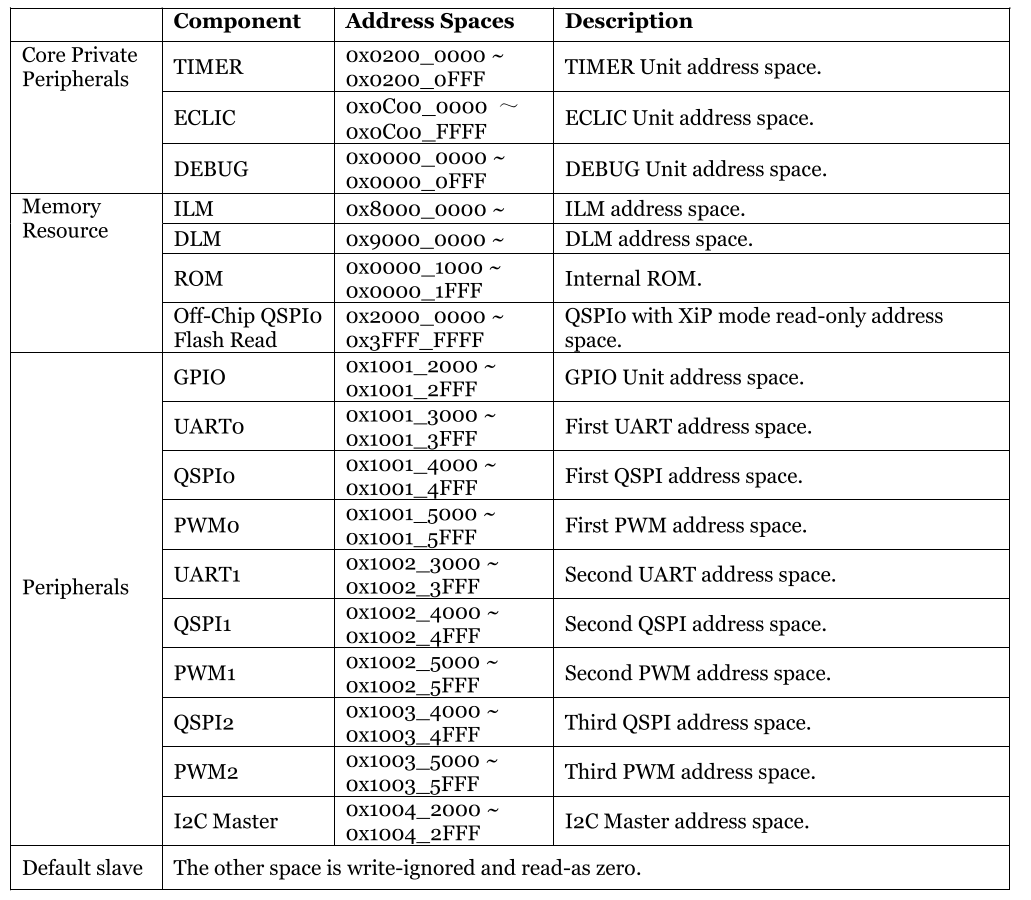 Component Address Spaces Description
Core Private
Peripherals
TIMER
0x0200_0000 ~
0x0200_0FFF
TIMER Unit address space.
ECLIC
0x0C00_0000 ~
0x0C00_FFFF
ECLIC Unit address space.
DEBUG
0x0000_0000 ~
0x0000_0FFF
DEBUG Unit address space.
Memory
Resource
ILM
0x8000_0000 ~
ILM address space.
DLM
0x9000_0000 ~
DLM address space.
ROM
0x0000_1000 ~
0x0000_1FFF
Internal ROM.
Off-Chip QSPI0
Flash Read
0x2000_0000 ~
0x3FFF_FFFF
QSPI0 with XiP mode read-only address
space.
Peripherals
GPIO
0x1001_2000 ~
0x1001_2FFF
GPIO Unit address space.
UART0
0x1001_3000 ~
0x1001_3FFF
First UART address space.
QSPI0
0x1001_4000 ~
0x1001_4FFF
First QSPI address space.
PWM0
0x1001_5000 ~
0x1001_5FFF
First PWM address space.
UART1
0x1002_3000 ~
0x1002_3FFF
Second UART address space.
QSPI1
0x1002_4000 ~
0x1002_4FFF
Second QSPI address space.
PWM1
0x1002_5000 ~
0x1002_5FFF
Second PWM address space.
QSPI2
0x1003_4000 ~
0x1003_4FFF
Third QSPI address space.
PWM2
0x1003_5000 ~
0x1003_5FFF
Third PWM address space.
I2C Master
0x1004_2000 ~
0x1004_2FFF
I2C Master address space.
Default slave
The other space is write-ignored and read-as zero.